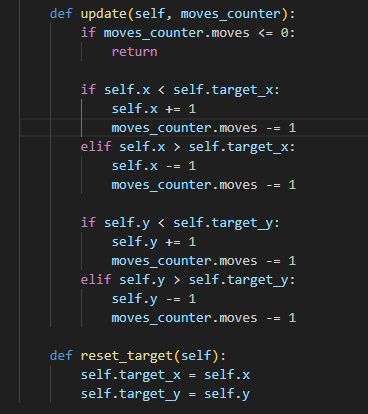 def update(self, moves_counter):
    if moves_counter.moves <= 0:
        return

    if self.x < self.target_x:
        self.x += 1
        moves_counter.moves -= 1
    elif self.x > self.target_x:
        self.x -= 1
        moves_counter.moves -= 1

    if self.y < self.target_y:
        self.y += 1
        moves_counter.moves -= 1
    elif self.y > self.target_y:
        self.y -= 1
        moves_counter.moves -= 1

def reset_target(self):
    self.target_x = self.x
    self.target_y = self.y